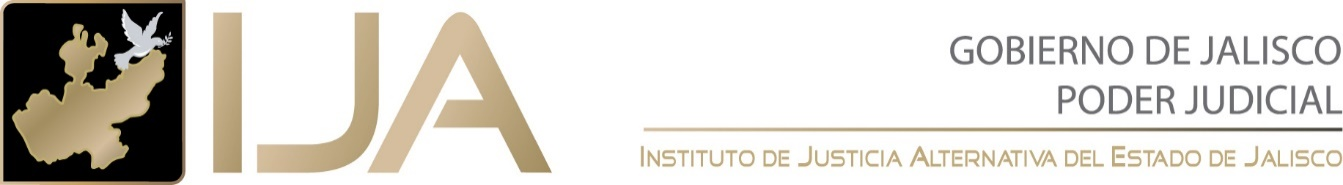 IJA
GOBIERNO DE JALISCO
PODER JUDICIAL
INSTITUTO DE JUSTICIA ALTERNATIVA DEL ESTADO DE JALISCO